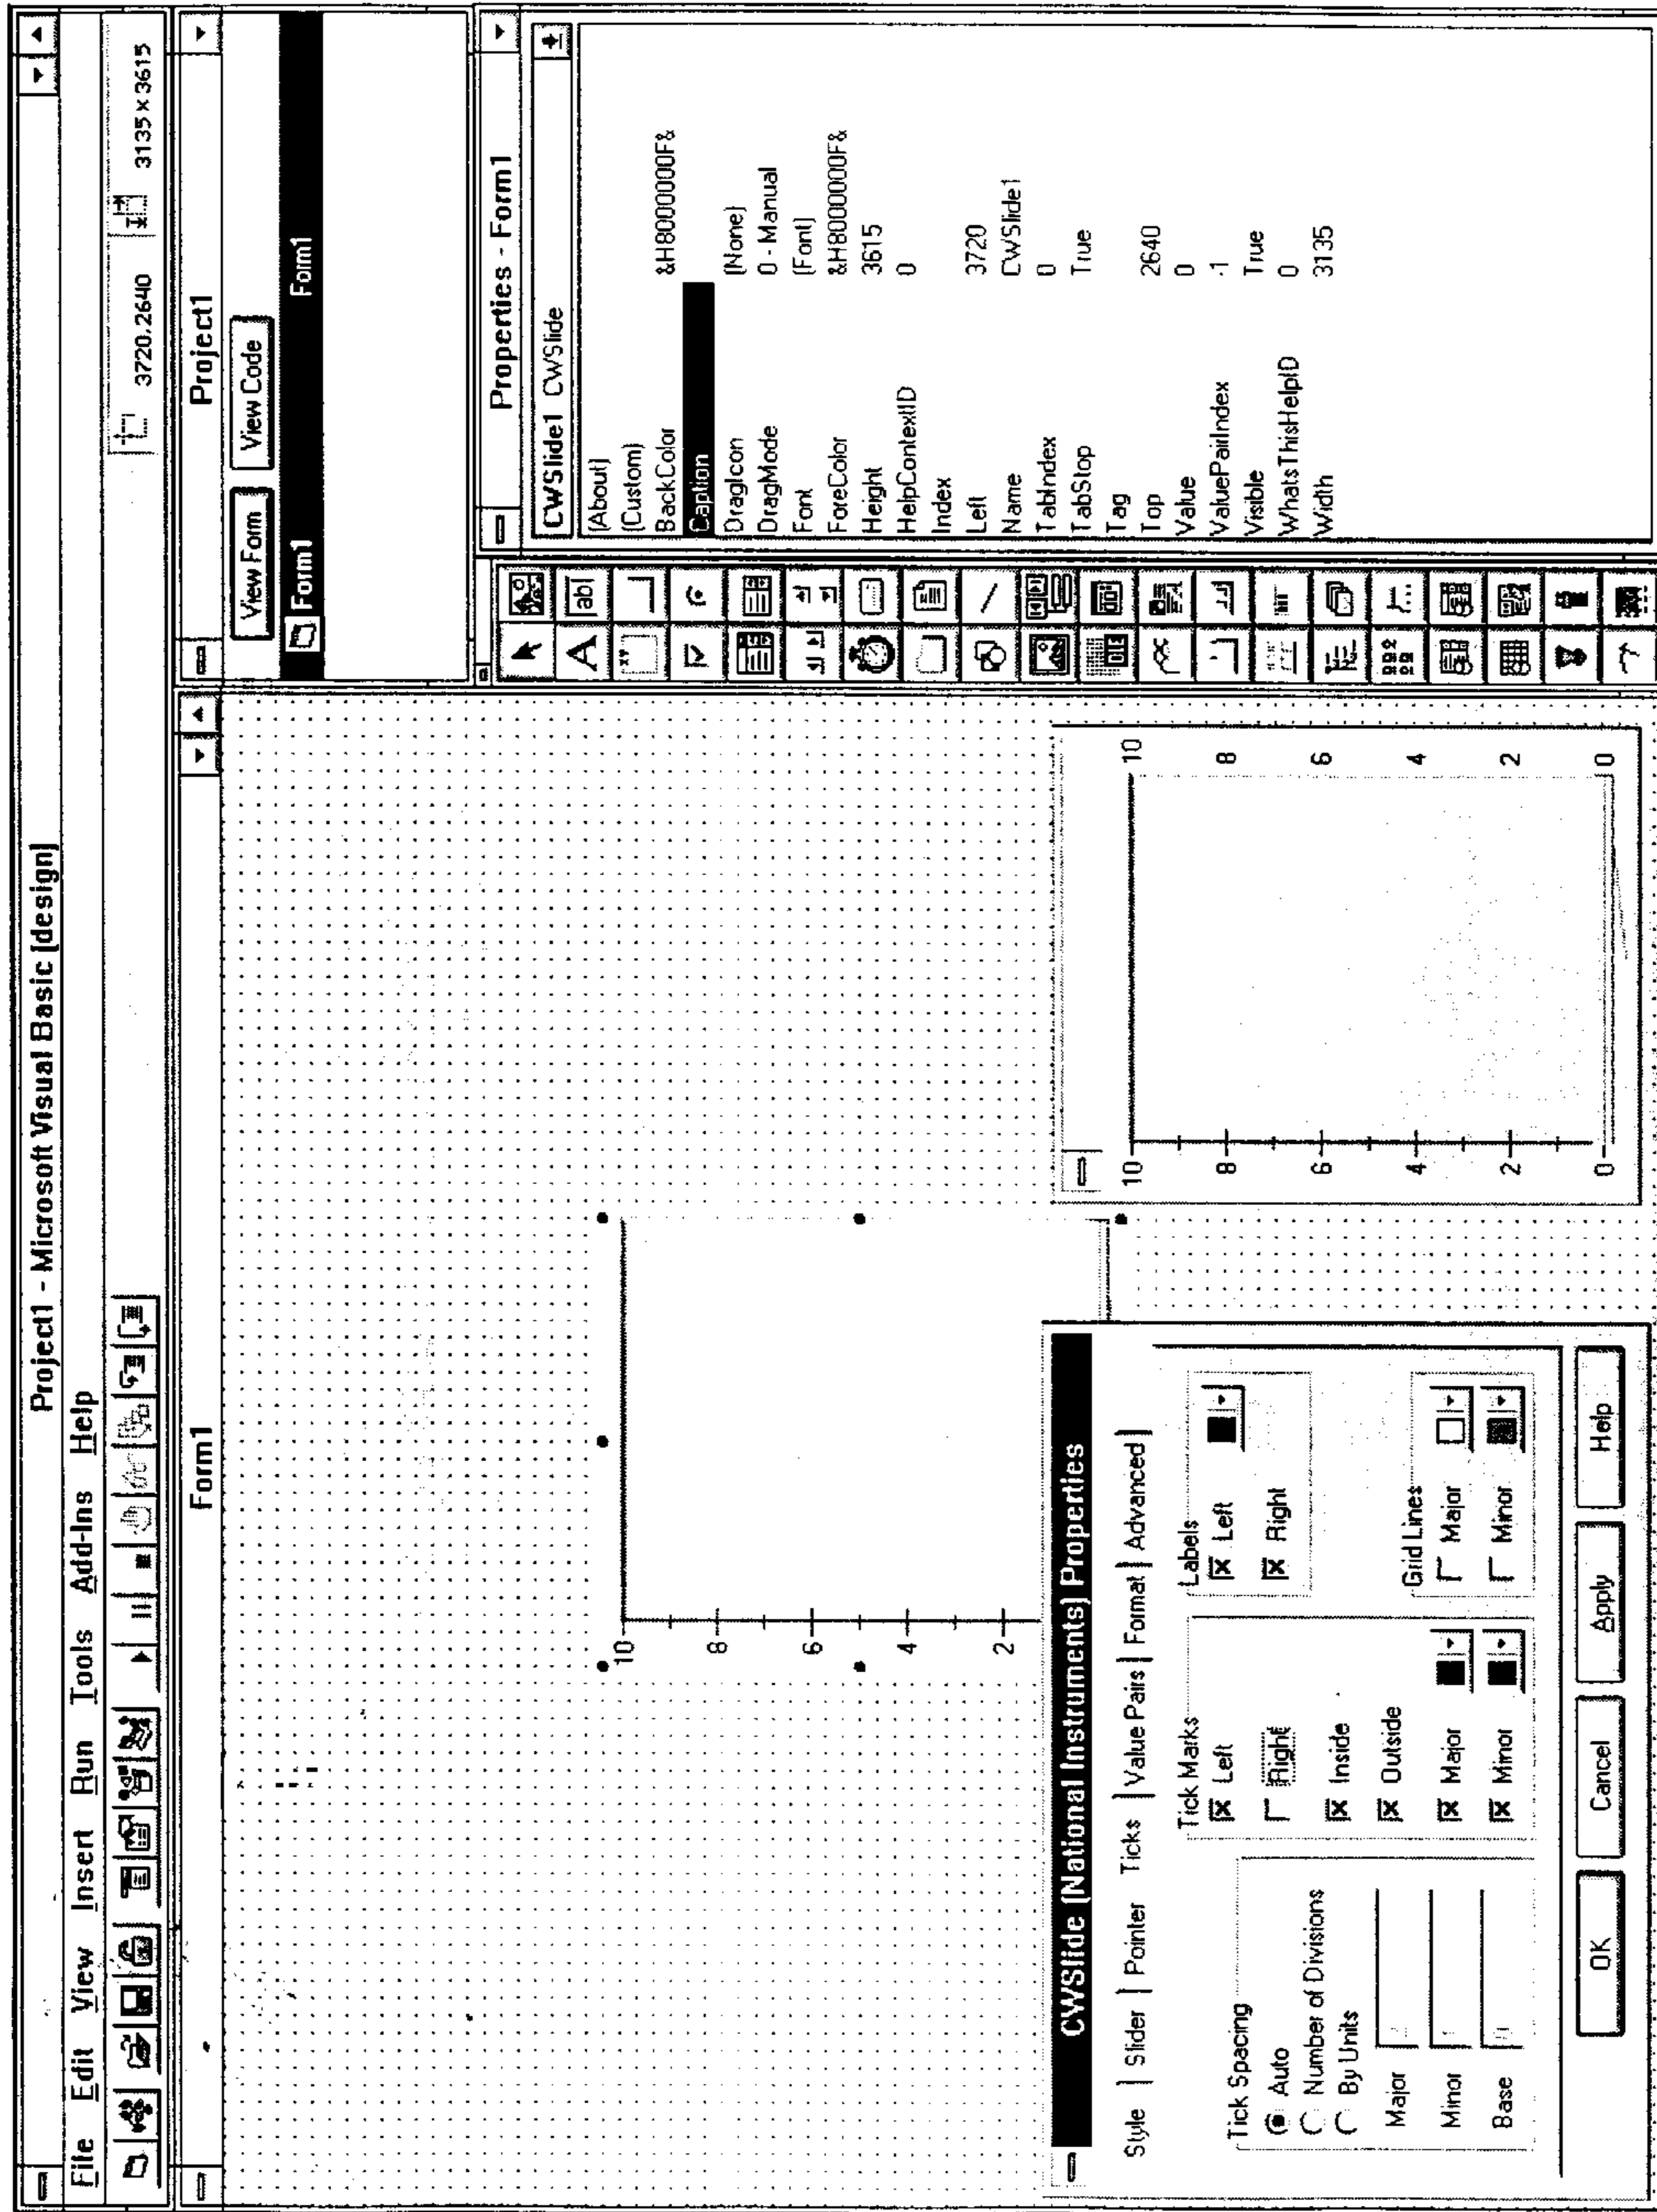 Project1 - Microsoft Visual Basic [design]
File Edit View Insert Run Tools Add-Ins Help
3720,2640 3135 × 3615
Form1
Project1
View Form View Code
Form1 Form1
Properties - Form1
CWSlide1 CWSlide
(About)
(Custom)
BackColor &H8000000F&
Caption
DragIcon (None)
DragMode 0 - Manual
Font (Font)
ForeColor &H8000000F&
Height 3615
HelpContextID 0
Index
Left 3720
Name CWSlide1
TabIndex 0
TabStop True
Tag
Top 2640
Value 0
ValuePairIndex -1
Visible True
WhatsThisHelpID 0
Width 3135
A abl
OLE
10
8
6
4
2
CWSlide (National Instruments) Properties
Style Slider Pointer Ticks Value Pairs Format Advanced
Tick Spacing
Auto
Number of Divisions
By Units
Major
Minor
Base
Tick Marks
Left
Right
Inside
Outside
Major
Minor
Labels
Left
Right
Grid Lines
Major
Minor
OK Cancel Apply Help
10 10
8 8
6 6
4 4
2 2
0 0